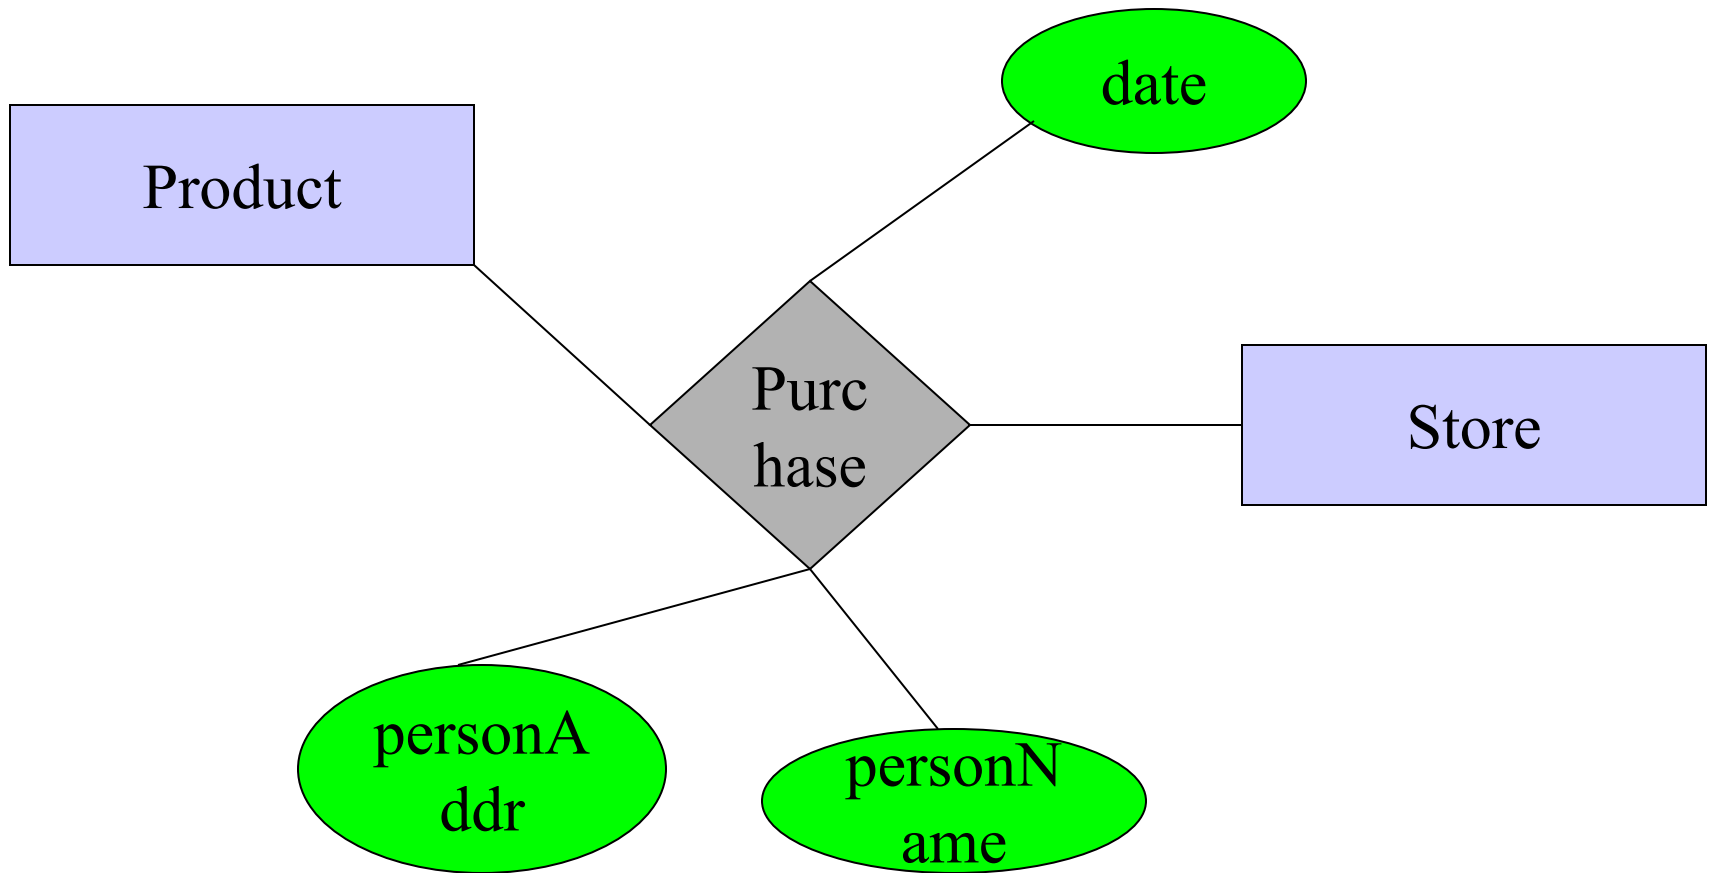 date
Product
Purc
hase
Store
personA
ddr
personN
ame